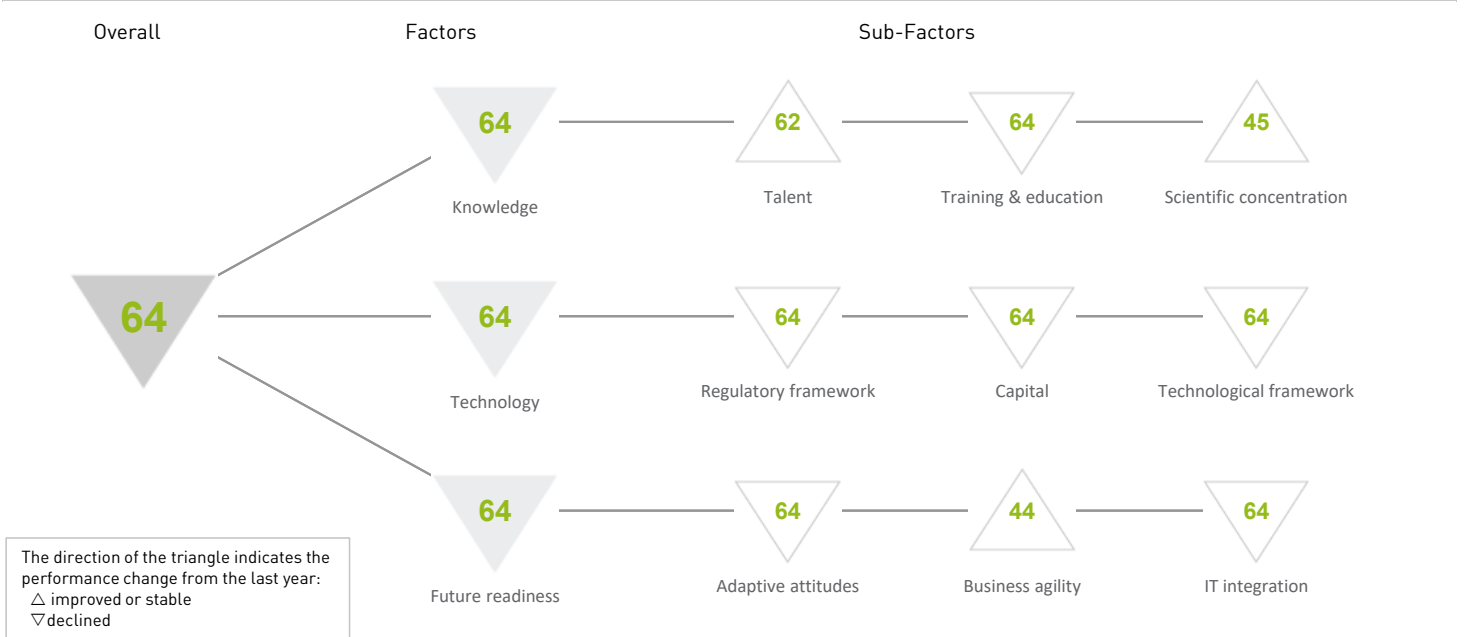 Overall
Factors
Sub-Factors
64
62
64
45
Knowledge
Talent
Training & education
Scientific concentration
64
64
64
64
64
Technology
Regulatory framework
Capital
Technological framework
64
64
44
64
Future readiness
Adaptive attitudes
Business agility
IT integration
The direction of the triangle indicates the
performance change from the last year:
△ improved or stable
▽declined